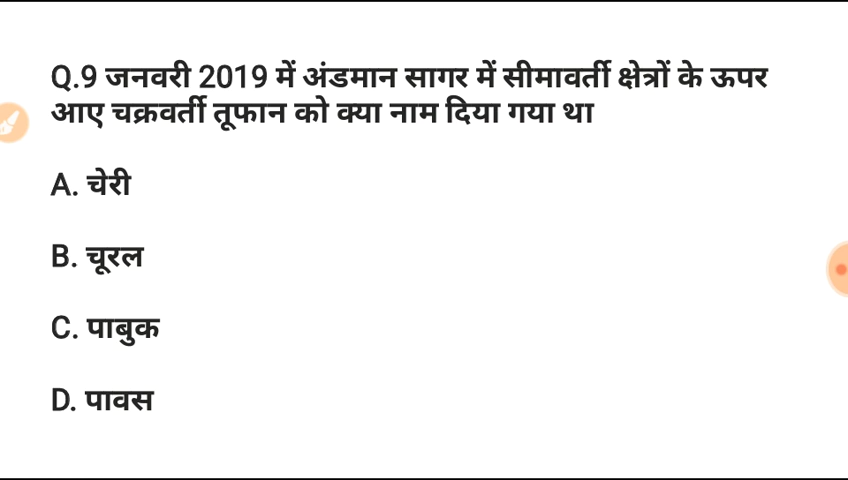 Q.9 जनवरी 2019 में अंडमान सागर में सीमावर्ती क्षेत्रों के ऊपर
आए चक्रवर्ती तूफान को क्या नाम दिया गया था
A. चेरी
B. चूरल
C. पाबुक
D. पावस